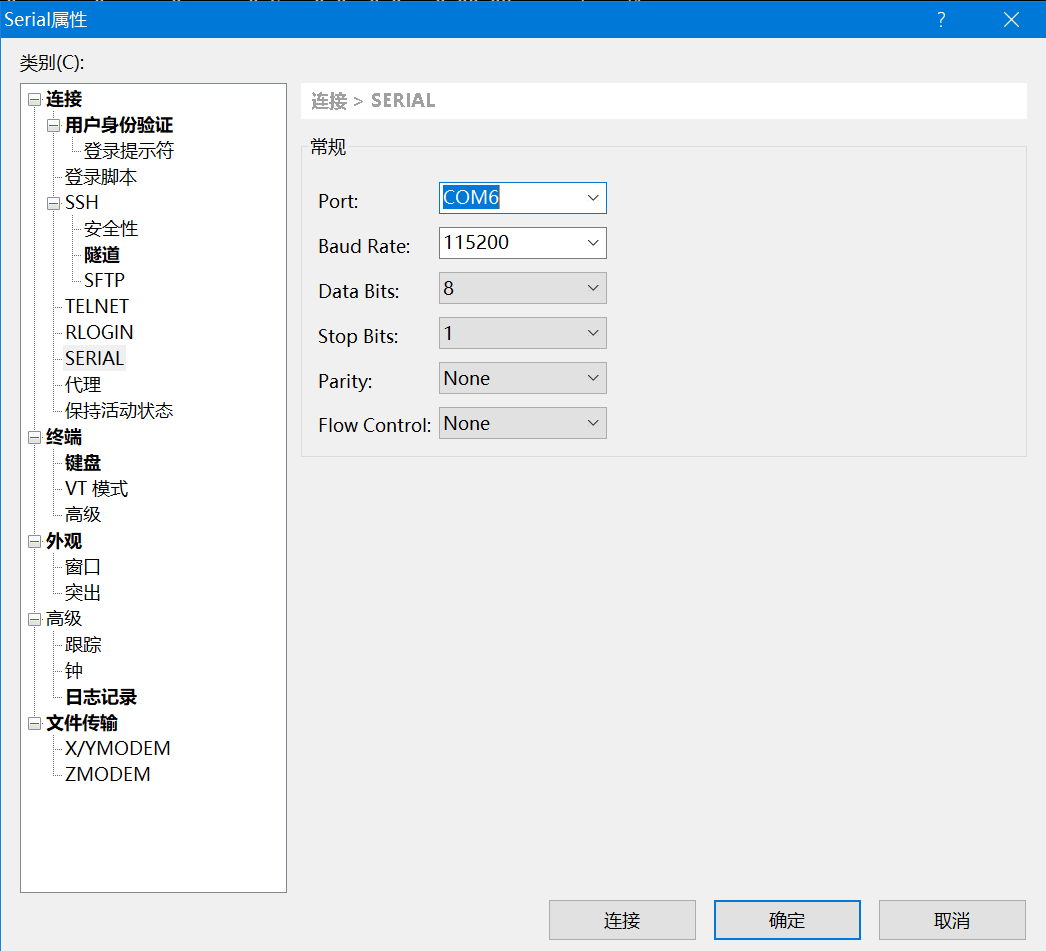 Serial属性
类别(C):
连接
用户身份验证
登录提示符
登录脚本
SSH
安全性
隧道
SFTP
TELNET
RLOGIN
SERIAL
代理
保持活动状态
终端
键盘
VT 模式
高级
外观
窗口
突出
高级
跟踪
钟
日志记录
文件传输
X/YMODEM
ZMODEM
连接 > SERIAL
常规
Port: COM6
Baud Rate: 115200
Data Bits: 8
Stop Bits: 1
Parity: None
Flow Control: None
连接 确定 取消